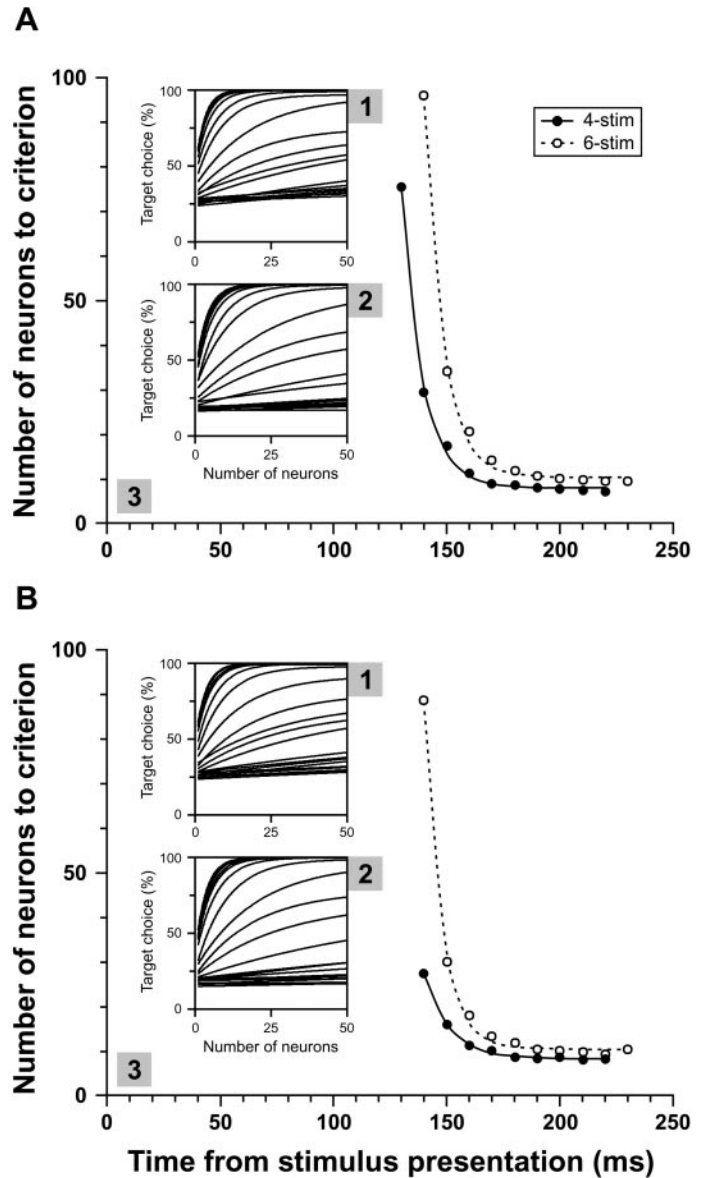 A
Number of neurons to criterion
100
50
0
0 50 100 150 200 250
Target choice (%)
100
50
0
0 25 50
1
Target choice (%)
100
50
0
0 25 50
Number of neurons
2
3
4-stim
6-stim
B
Number of neurons to criterion
100
50
0
0 50 100 150 200 250
Target choice (%)
100
50
0
0 25 50
1
Target choice (%)
100
50
0
0 25 50
Number of neurons
2
3
Time from stimulus presentation (ms)